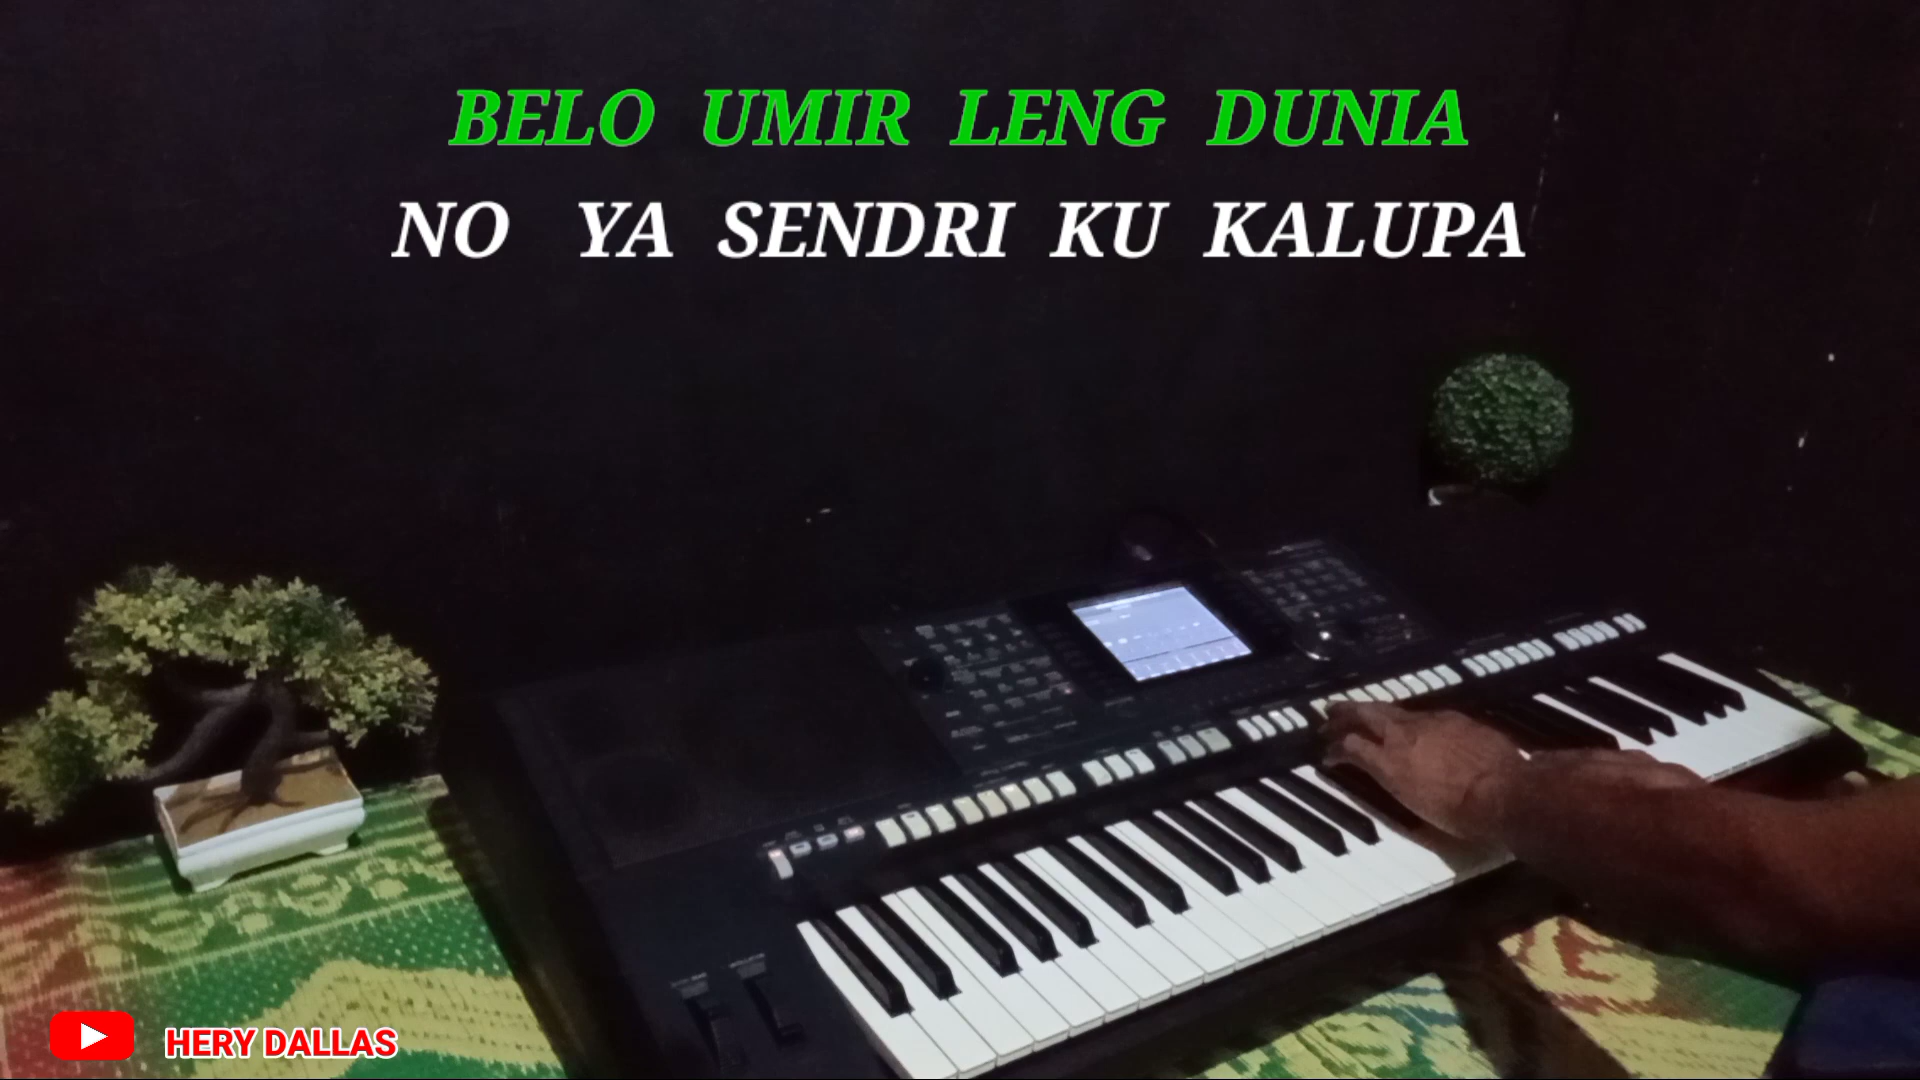 BELO UMIR LENG DUNIA
NO YA SENDRI KU KALUPA
HERY DALLAS